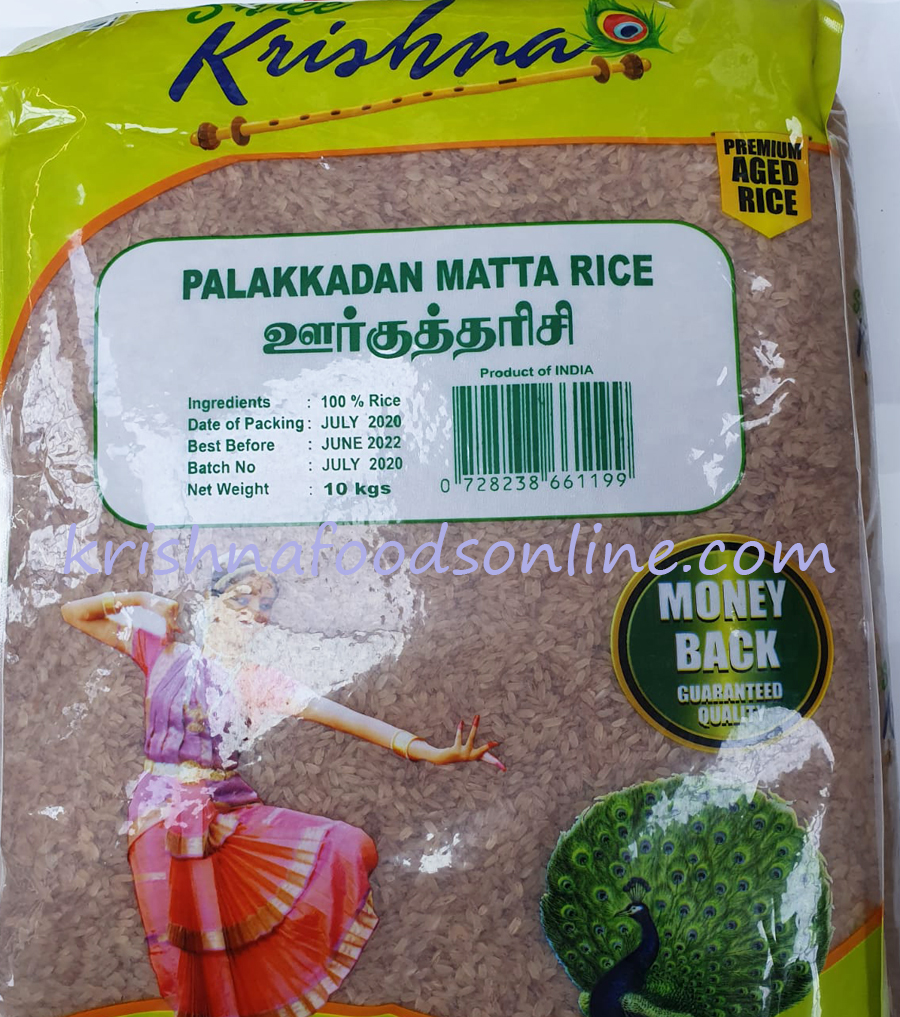 Shree
Krishna
PREMIUM
AGED
RICE
PALAKKADAN MATTA RICE
ஊர்குத்தரிசி
Product of INDIA
Ingredients : 100 % Rice
Date of Packing : JULY 2020
Best Before : JUNE 2022
Batch No : JULY 2020
Net Weight : 10 kgs
0 728238 661199
krishnafoodsonline.com
MONEY
BACK
GUARANTEED
QUALITY